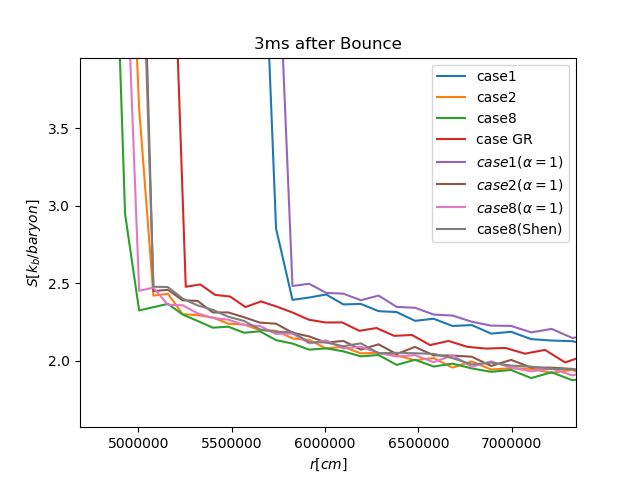 3ms after Bounce
S[k_b/baryon]
3.5
3.0
2.5
2.0
case1
case2
case8
case GR
case1(α = 1)
case2(α = 1)
case8(α = 1)
case8(Shen)
5000000 5500000 6000000 6500000 7000000
r[cm]